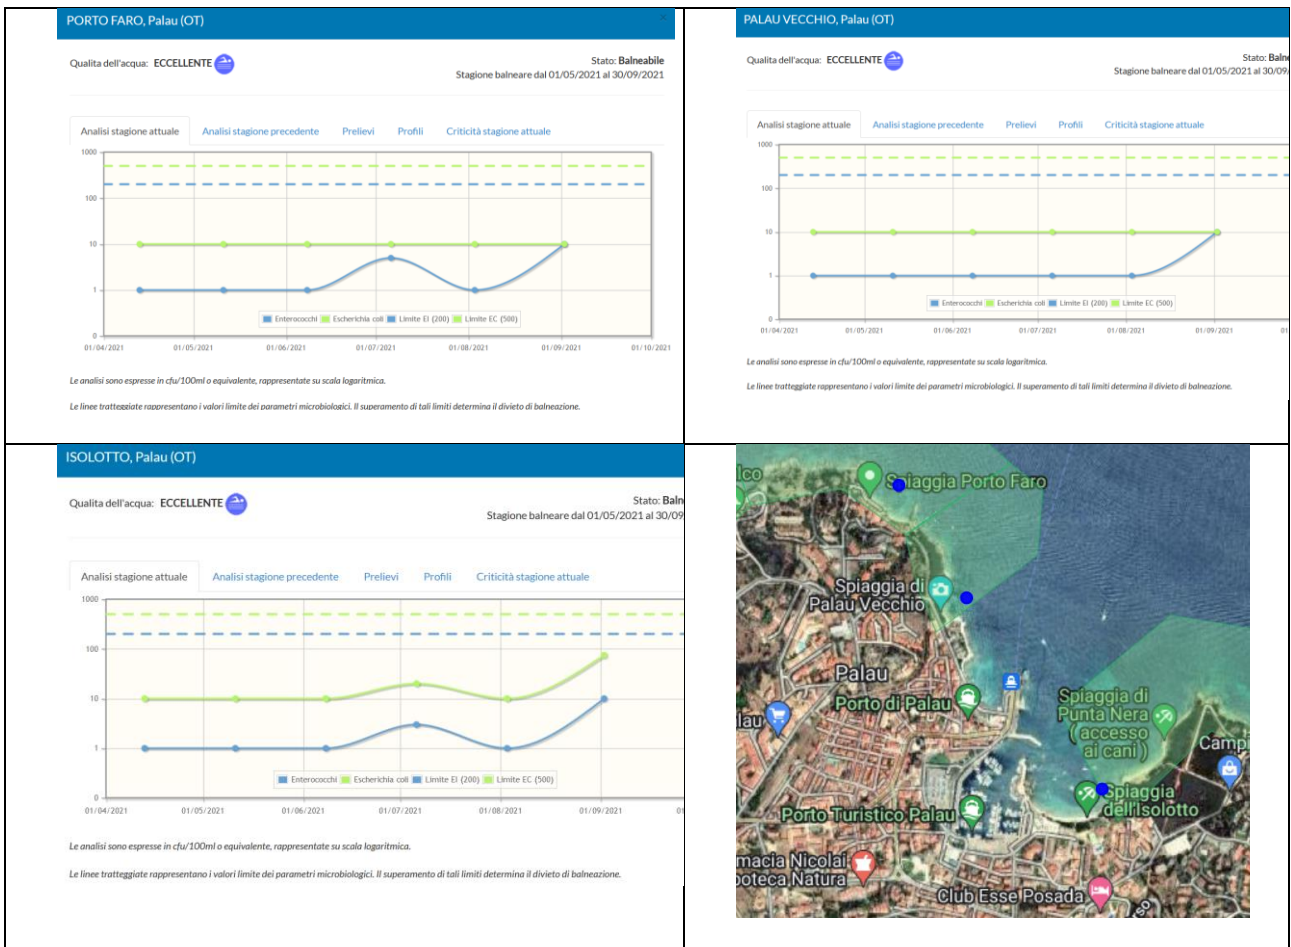 PORTO FARO, Palau (OT)
×
Qualita dell'acqua: ECCELLENTE
Stato: Balneabile
Stagione balneare dal 01/05/2021 al 30/09/2021
Analisi stagione attuale Analisi stagione precedente Prelievi Profili Criticità stagione attuale
1000
100
10
1
0
Enterococchi Escherichia coli Limite EI (200) Limite EC (500)
01/04/2021 01/05/2021 01/06/2021 01/07/2021 01/08/2021 01/09/2021 01/10/2021
Le analisi sono espresse in cfu/100ml o equivalente, rappresentate su scala logaritmica.
Le linee tratteggiate rappresentano i valori limite dei parametri microbiologici. Il superamento di tali limiti determina il divieto di balneazione.
PALAU VECCHIO, Palau (OT)
Qualita dell'acqua: ECCELLENTE
Stato: Balne
Stagione balneare dal 01/05/2021 al 30/09/
Analisi stagione attuale Analisi stagione precedente Prelievi Profili Criticità stagione attuale
1000
100
10
1
0
Enterococchi Escherichia coli Limite EI (200) Limite EC (500)
01/04/2021 01/05/2021 01/06/2021 01/07/2021 01/08/2021 01/09/2021 01
Le analisi sono espresse in cfu/100ml o equivalente, rappresentate su scala logaritmica.
Le linee tratteggiate rappresentano i valori limite dei parametri microbiologici. Il superamento di tali limiti determina il divieto di balneazione.
ISOLOTTO, Palau (OT)
Qualita dell'acqua: ECCELLENTE
Stato: Baln
Stagione balneare dal 01/05/2021 al 30/09
Analisi stagione attuale Analisi stagione precedente Prelievi Profili Criticità stagione attuale
1000
100
10
1
0
Enterococchi Escherichia coli Limite EI (200) Limite EC (500)
01/04/2021 01/05/2021 01/06/2021 01/07/2021 01/08/2021 01/09/2021 01
Le analisi sono espresse in cfu/100ml o equivalente, rappresentate su scala logaritmica.
Le linee tratteggiate rappresentano i valori limite dei parametri microbiologici. Il superamento di tali limiti determina il divieto di balneazione.
lco
Spiaggia Porto Faro
Spiaggia di
Palau Vecchio
Palau
Porto di Palau
lau
Spiaggia di
Punta Nera
(accesso
ai cani)
Campi
Spiaggia
dell'Isolotto
Porto Turistico Palau
macia Nicolai
poteca Natura
Club Esse Posada